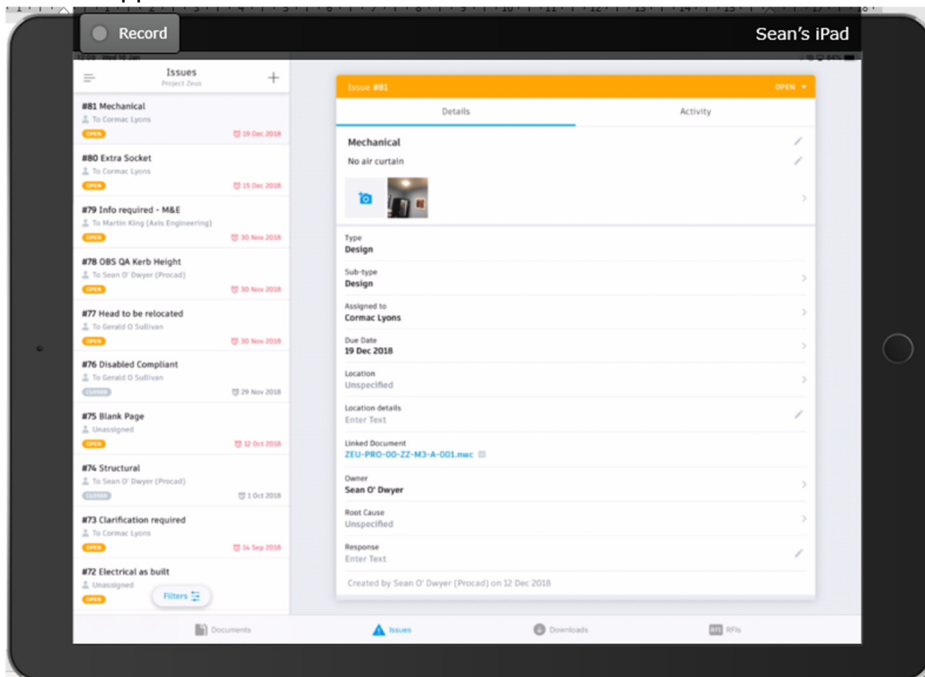 Record
Sean's iPad
Issues
Project Zeus
#81 Mechanical
To Cormac Lyons
OPEN
19 Dec 2018
#80 Extra Socket
To Cormac Lyons
OPEN
15 Dec 2018
#79 Info required - M&E
To Martin King (Axis Engineering)
OPEN
30 Nov 2018
#78 OBS QA Kerb Height
To Sean O' Dwyer (Procad)
OPEN
30 Nov 2018
#77 Head to be relocated
To Gerald O Sullivan
OPEN
30 Nov 2018
#76 Disabled Compliant
To Gerald O Sullivan
CLOSED
29 Nov 2018
#75 Blank Page
Unassigned
OPEN
12 Oct 2018
#74 Structural
To Sean O' Dwyer (Procad)
CLOSED
1 Oct 2018
#73 Clarification required
To Cormac Lyons
OPEN
14 Sep 2018
#72 Electrical as built
Unassigned
OPEN
Filters
Issue #81
OPEN
Details
Activity
Mechanical
No air curtain
Type
Design
Sub-type
Design
Assigned to
Cormac Lyons
Due Date
19 Dec 2018
Location
Unspecified
Location details
Enter Text
Linked Document
ZEU-PRO-00-ZZ-M3-A-001.nwc
Owner
Sean O' Dwyer
Root Cause
Unspecified
Response
Enter Text
Created by Sean O' Dwyer (Procad) on 12 Dec 2018
Documents
Issues
Downloads
RFIs